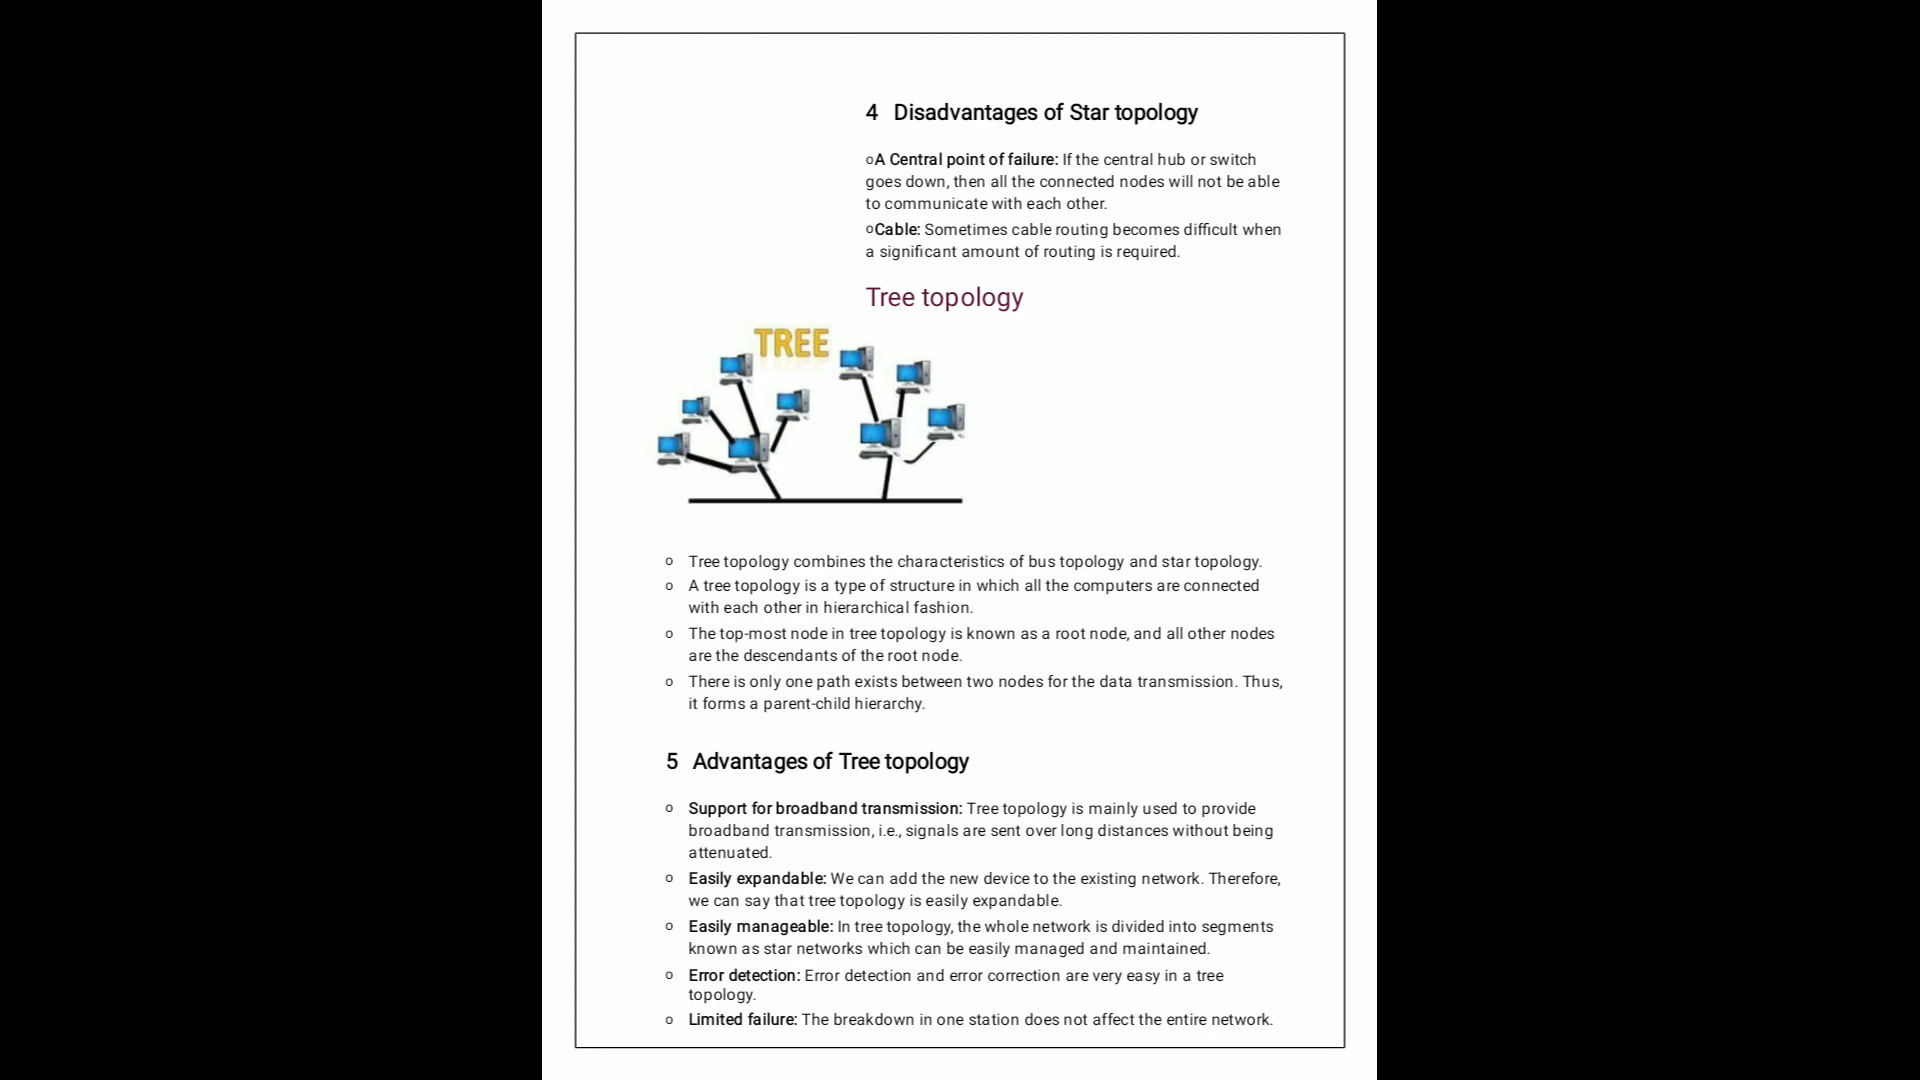 4 Disadvantages of Star topology
oA Central point of failure: If the central hub or switch
goes down, then all the connected nodes will not be able
to communicate with each other.
oCable: Sometimes cable routing becomes difficult when
a significant amount of routing is required.
Tree topology
TREE
o Tree topology combines the characteristics of bus topology and star topology.
o A tree topology is a type of structure in which all the computers are connected
with each other in hierarchical fashion.
o The top-most node in tree topology is known as a root node, and all other nodes
are the descendants of the root node.
o There is only one path exists between two nodes for the data transmission. Thus,
it forms a parent-child hierarchy.
5 Advantages of Tree topology
o Support for broadband transmission: Tree topology is mainly used to provide
broadband transmission, i.e., signals are sent over long distances without being
attenuated.
o Easily expandable: We can add the new device to the existing network. Therefore,
we can say that tree topology is easily expandable.
o Easily manageable: In tree topology, the whole network is divided into segments
known as star networks which can be easily managed and maintained.
o Error detection: Error detection and error correction are very easy in a tree
topology.
o Limited failure: The breakdown in one station does not affect the entire network.